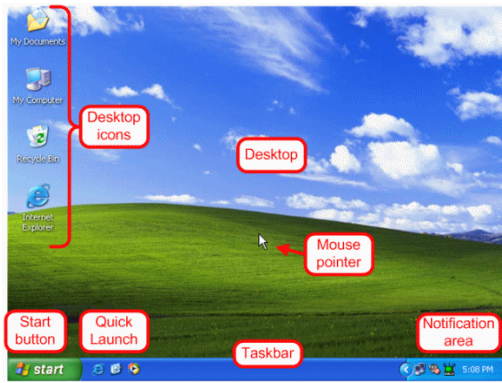 My Documents
My Computer
Desktop
icons
Recycle Bin
Desktop
Internet
Explorer
Mouse
pointer
Start
button
Quick
Launch
Taskbar
Notification
area
start
5:08 PM